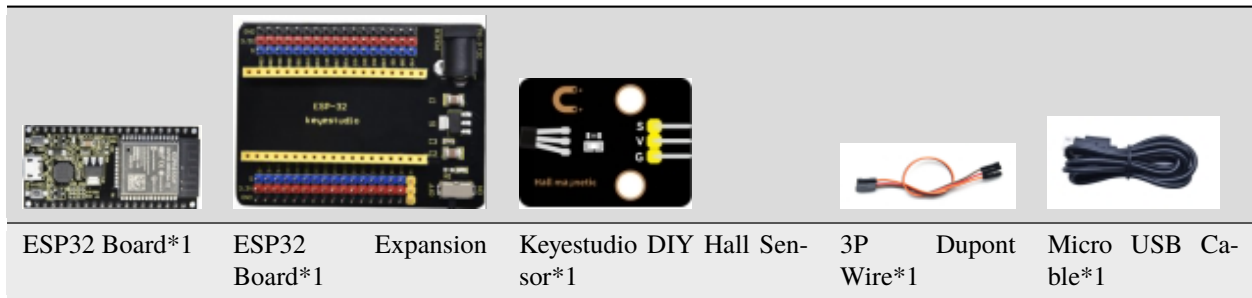 ESP-32
keyestudio
S
V
G
Hall magnetic
ESP32 Board*1
ESP32 Expansion
Board*1
Keyestudio DIY Hall Sen-
sor*1
3P Dupont
Wire*1
Micro USB Ca-
ble*1